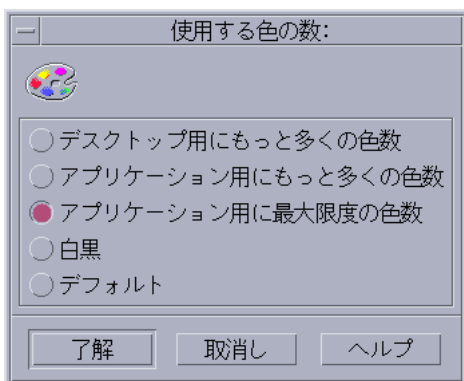 使用する色の数:
デスクトップ用にもっと多くの色数
アプリケーション用にもっと多くの色数
アプリケーション用に最大限度の色数
白黒
デフォルト
了解
取消し
ヘルプ